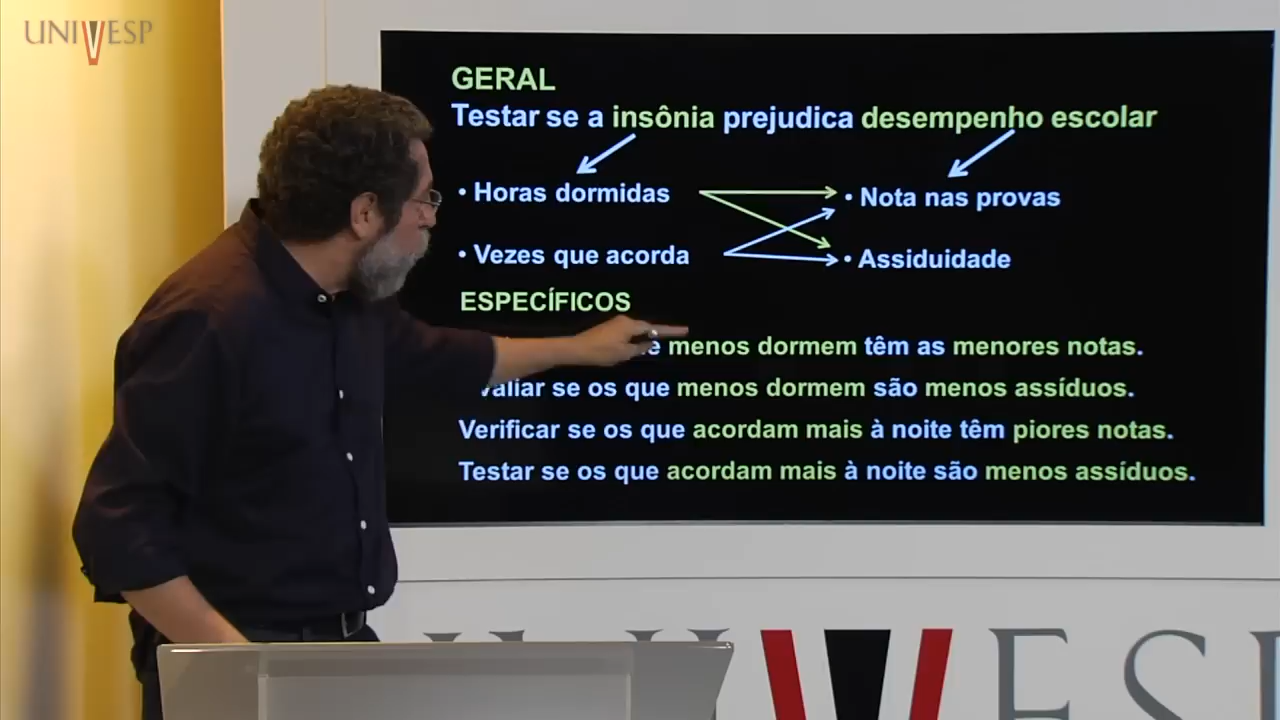 UNIVESP
GERAL
Testar se a insônia prejudica desempenho escolar
• Horas dormidas
• Nota nas provas
• Vezes que acorda
• Assiduidade
ESPECÍFICOS
menos dormem têm as menores notas.
se os que menos dormem são menos assíduos.
Verificar se os que acordam mais à noite têm piores notas.
Testar se os que acordam mais à noite são menos assíduos.